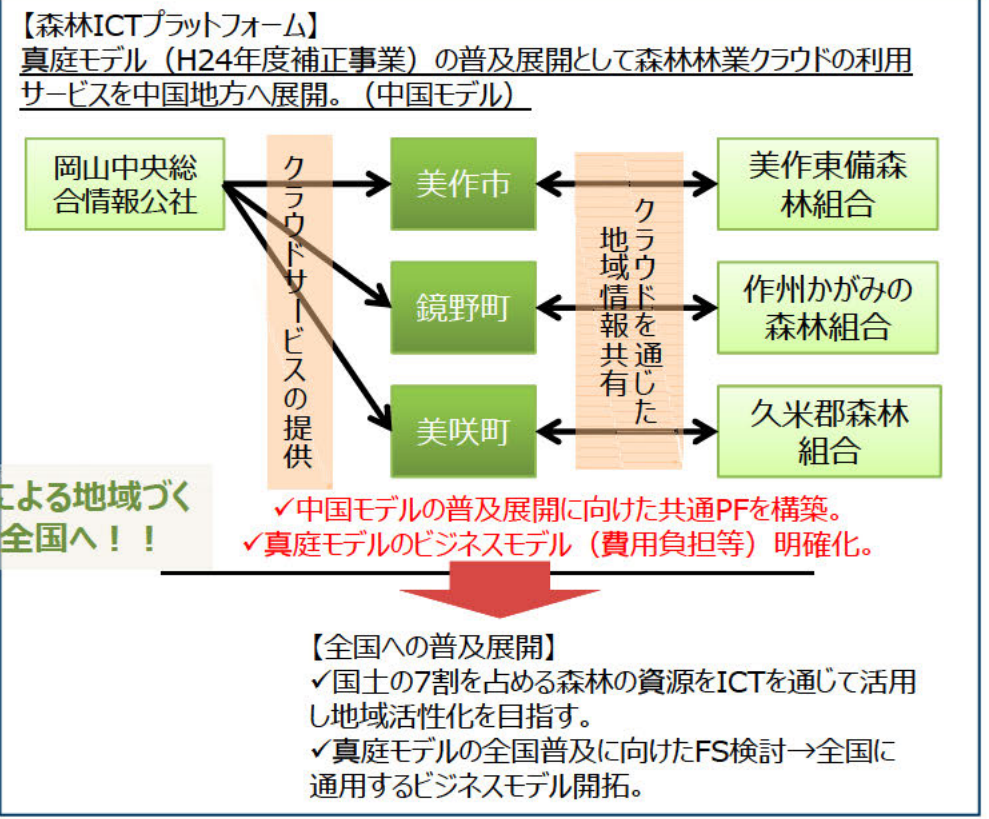 【森林ICTプラットフォーム】
真庭モデル（H24年度補正事業）の普及展開として森林林業クラウドの利用
サービスを中国地方へ展開。（中国モデル）
岡山中央総
合情報公社
クラウドサービスの提供
美作市
鏡野町
美咲町
クラウドを通じた
地域情報共有
美作東備森
林組合
作州かがみの
森林組合
久米郡森林
組合
による地域づく
全国へ！！
✓中国モデルの普及展開に向けた共通PFを構築。
✓真庭モデルのビジネスモデル（費用負担等）明確化。
【全国への普及展開】
✓国土の7割を占める森林の資源をICTを通じて活用
し地域活性化を目指す。
✓真庭モデルの全国普及に向けたFS検討→全国に
通用するビジネスモデル開拓。